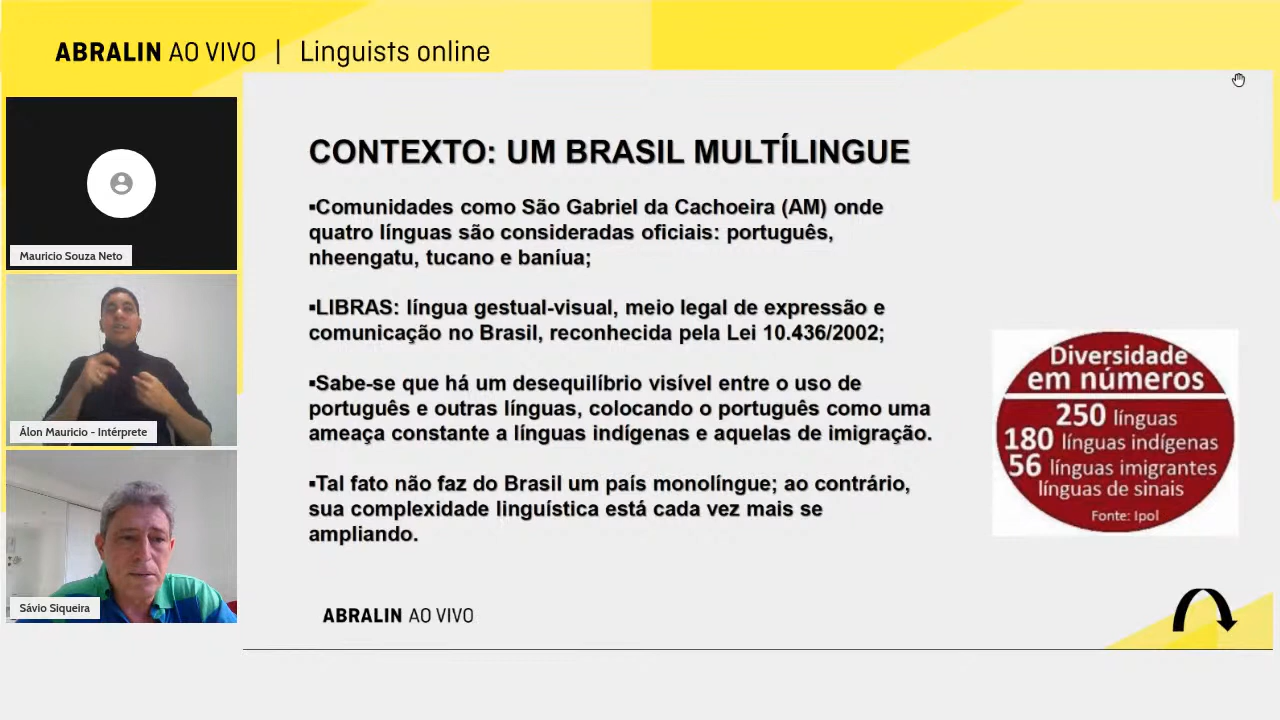 ABRALIN AO VIVO | Linguists online
Mauricio Souza Neto
Álon Mauricio - Intérprete
Sávio Siqueira
CONTEXTO: UM BRASIL MULTÍLINGUE
▪Comunidades como São Gabriel da Cachoeira (AM) onde
quatro línguas são consideradas oficiais: português,
nheengatu, tucano e baníua;
▪LIBRAS: língua gestual-visual, meio legal de expressão e
comunicação no Brasil, reconhecida pela Lei 10.436/2002;
▪Sabe-se que há um desequilíbrio visível entre o uso de
português e outras línguas, colocando o português como uma
ameaça constante a línguas indígenas e aquelas de imigração.
▪Tal fato não faz do Brasil um país monolíngue; ao contrário,
sua complexidade linguística está cada vez mais se
ampliando.
Diversidade
em números
250 línguas
180 línguas indígenas
56 línguas imigrantes
línguas de sinais
Fonte: Ipol
ABRALIN AO VIVO